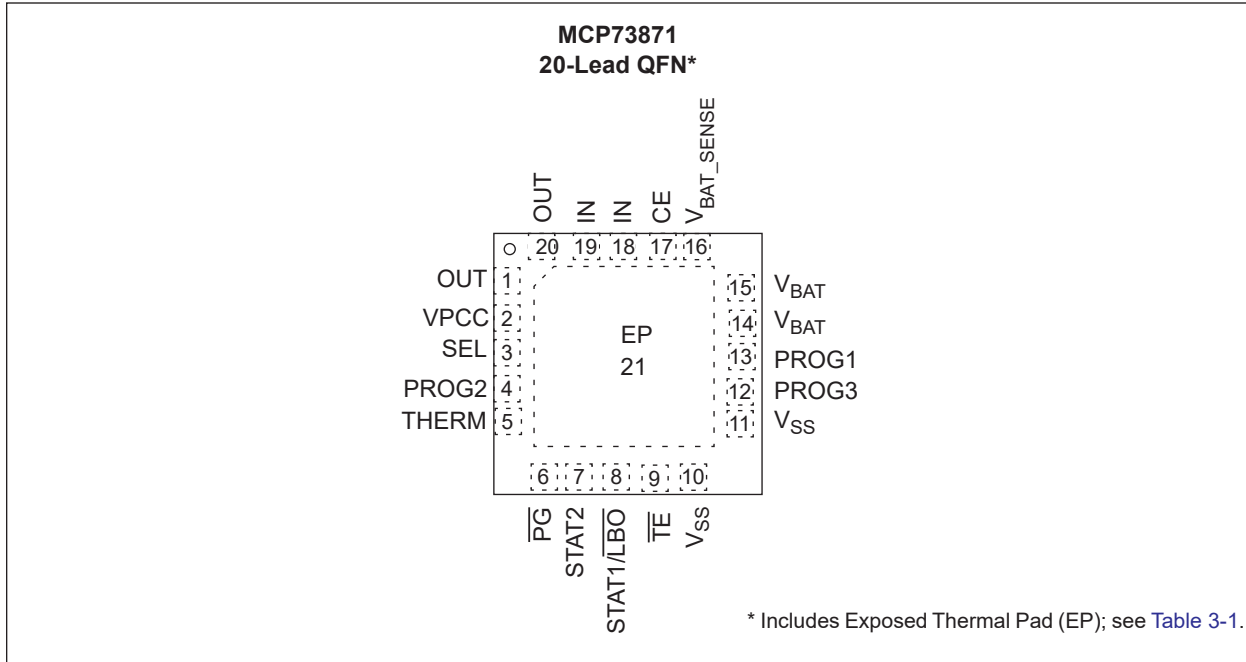 MCP73871
20-Lead QFN*
OUT
IN
IN
CE
VBAT_SENSE
20
19
18
17
16
OUT 1
VPCC 2
SEL 3
PROG2 4
THERM 5
EP
21
15 VBAT
14 VBAT
13 PROG1
12 PROG3
11 VSS
6
7
8
9
10
PG
STAT2
STAT1/LBO
TE
VSS
* Includes Exposed Thermal Pad (EP); see Table 3-1.